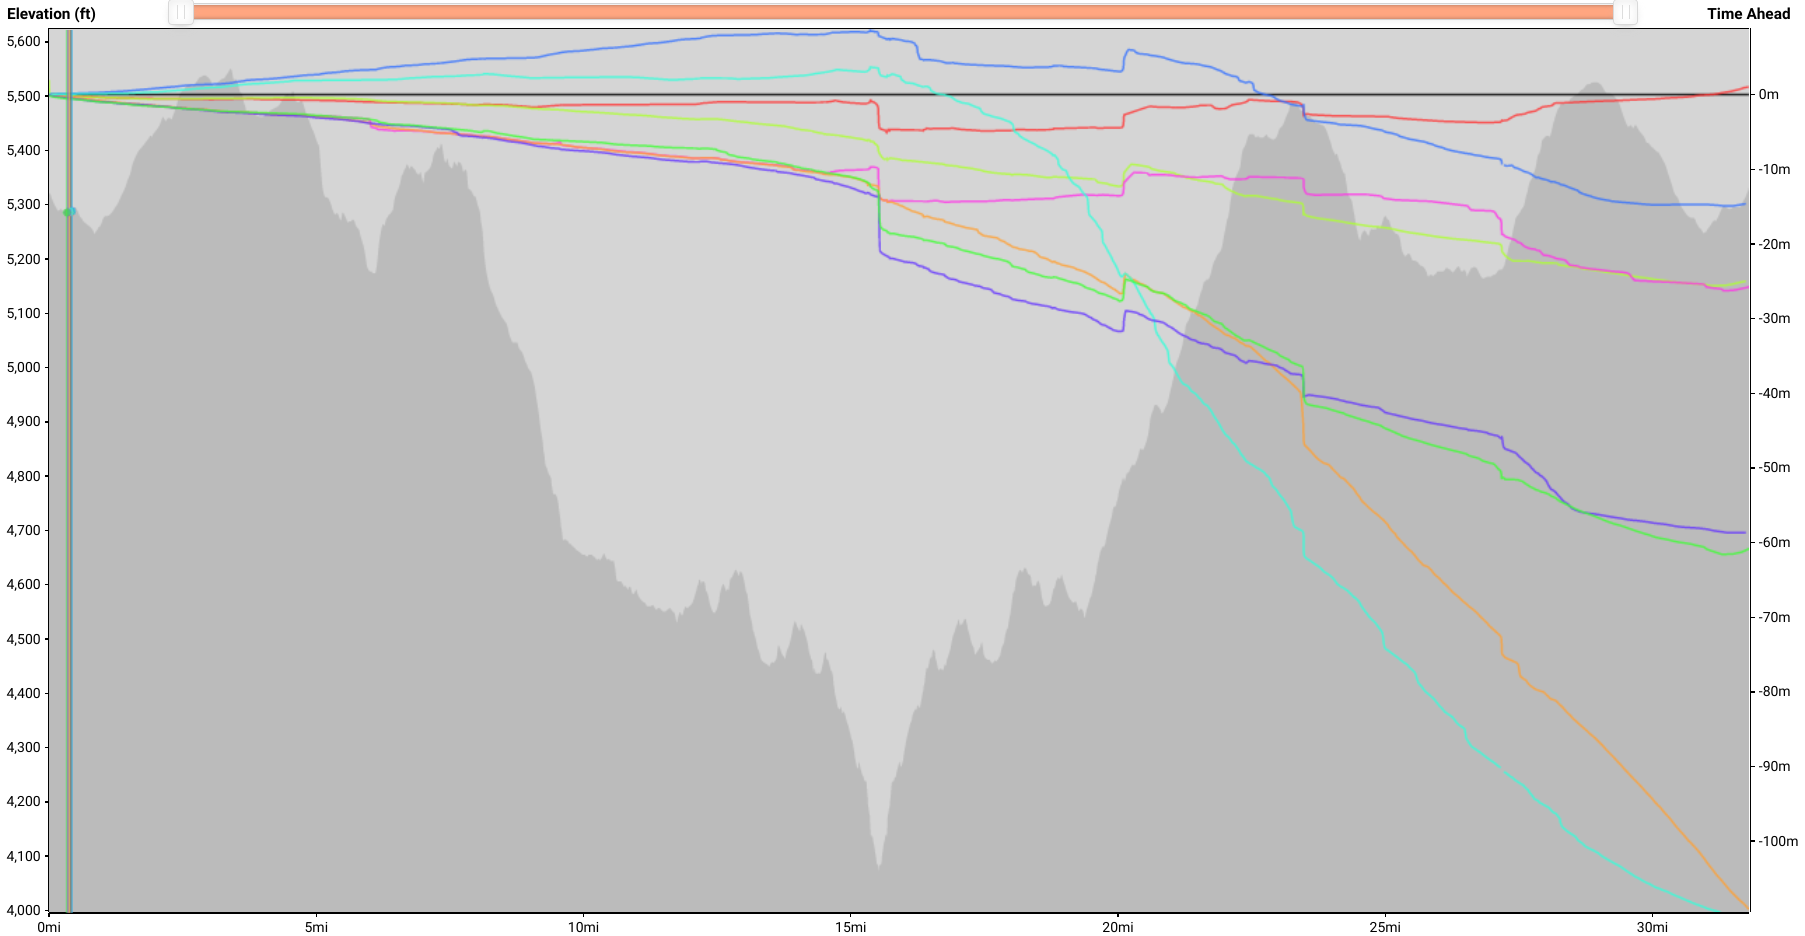 Elevation (ft)
Time Ahead
5,600
5,500
5,400
5,300
5,200
5,100
5,000
4,900
4,800
4,700
4,600
4,500
4,400
4,300
4,200
4,100
4,000
0m
-10m
-20m
-30m
-40m
-50m
-60m
-70m
-80m
-90m
-100m
0mi
5mi
10mi
15mi
20mi
25mi
30mi